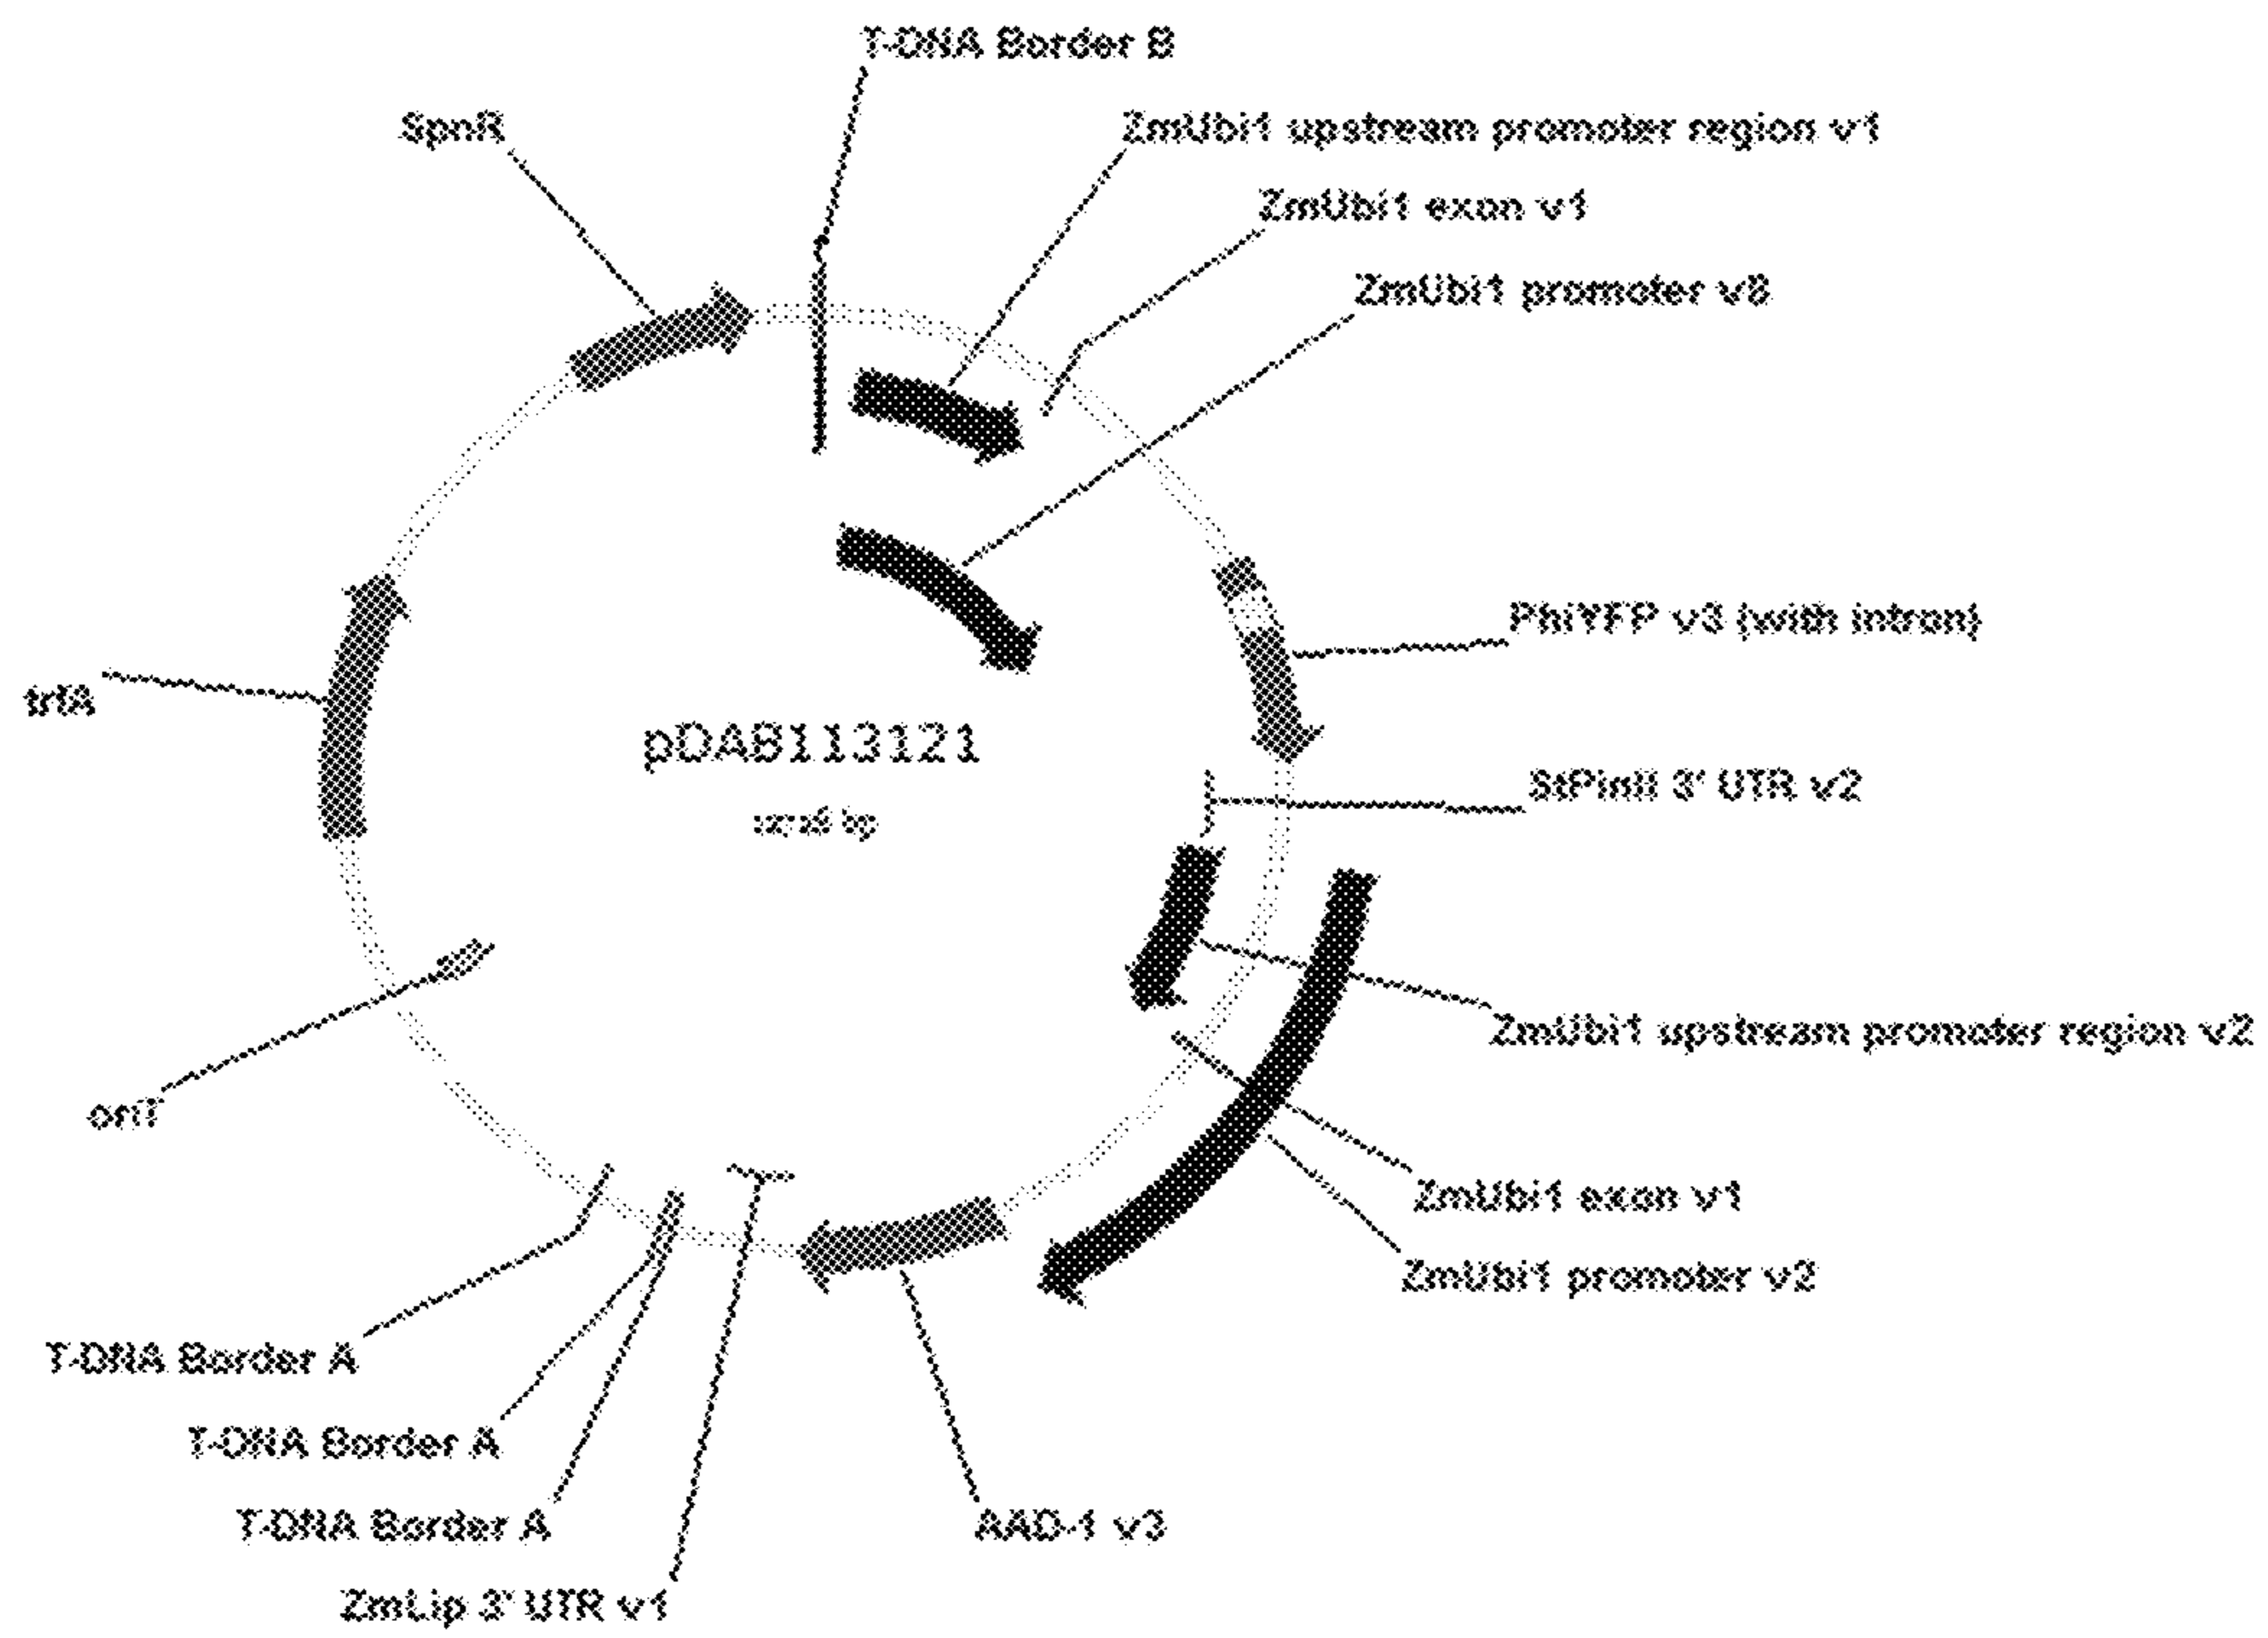 T-DNA Border B
SpnR
ZmUbi1 upstream promoter region v1
ZmUbi1 exon v1
ZmUbi1 promoter v8
PhiYFP v3 (with intron)
trfA
pDAB113121
bp
StPinII 3' UTR v2
ZmUbi1 upstream promoter region v2
oriT
ZmUbi1 exon v1
ZmUbi1 promoter v2
T-DNA Border A
T-DNA Border A
T-DNA Border A
AAD-1 v3
ZmLip 3' UTR v1